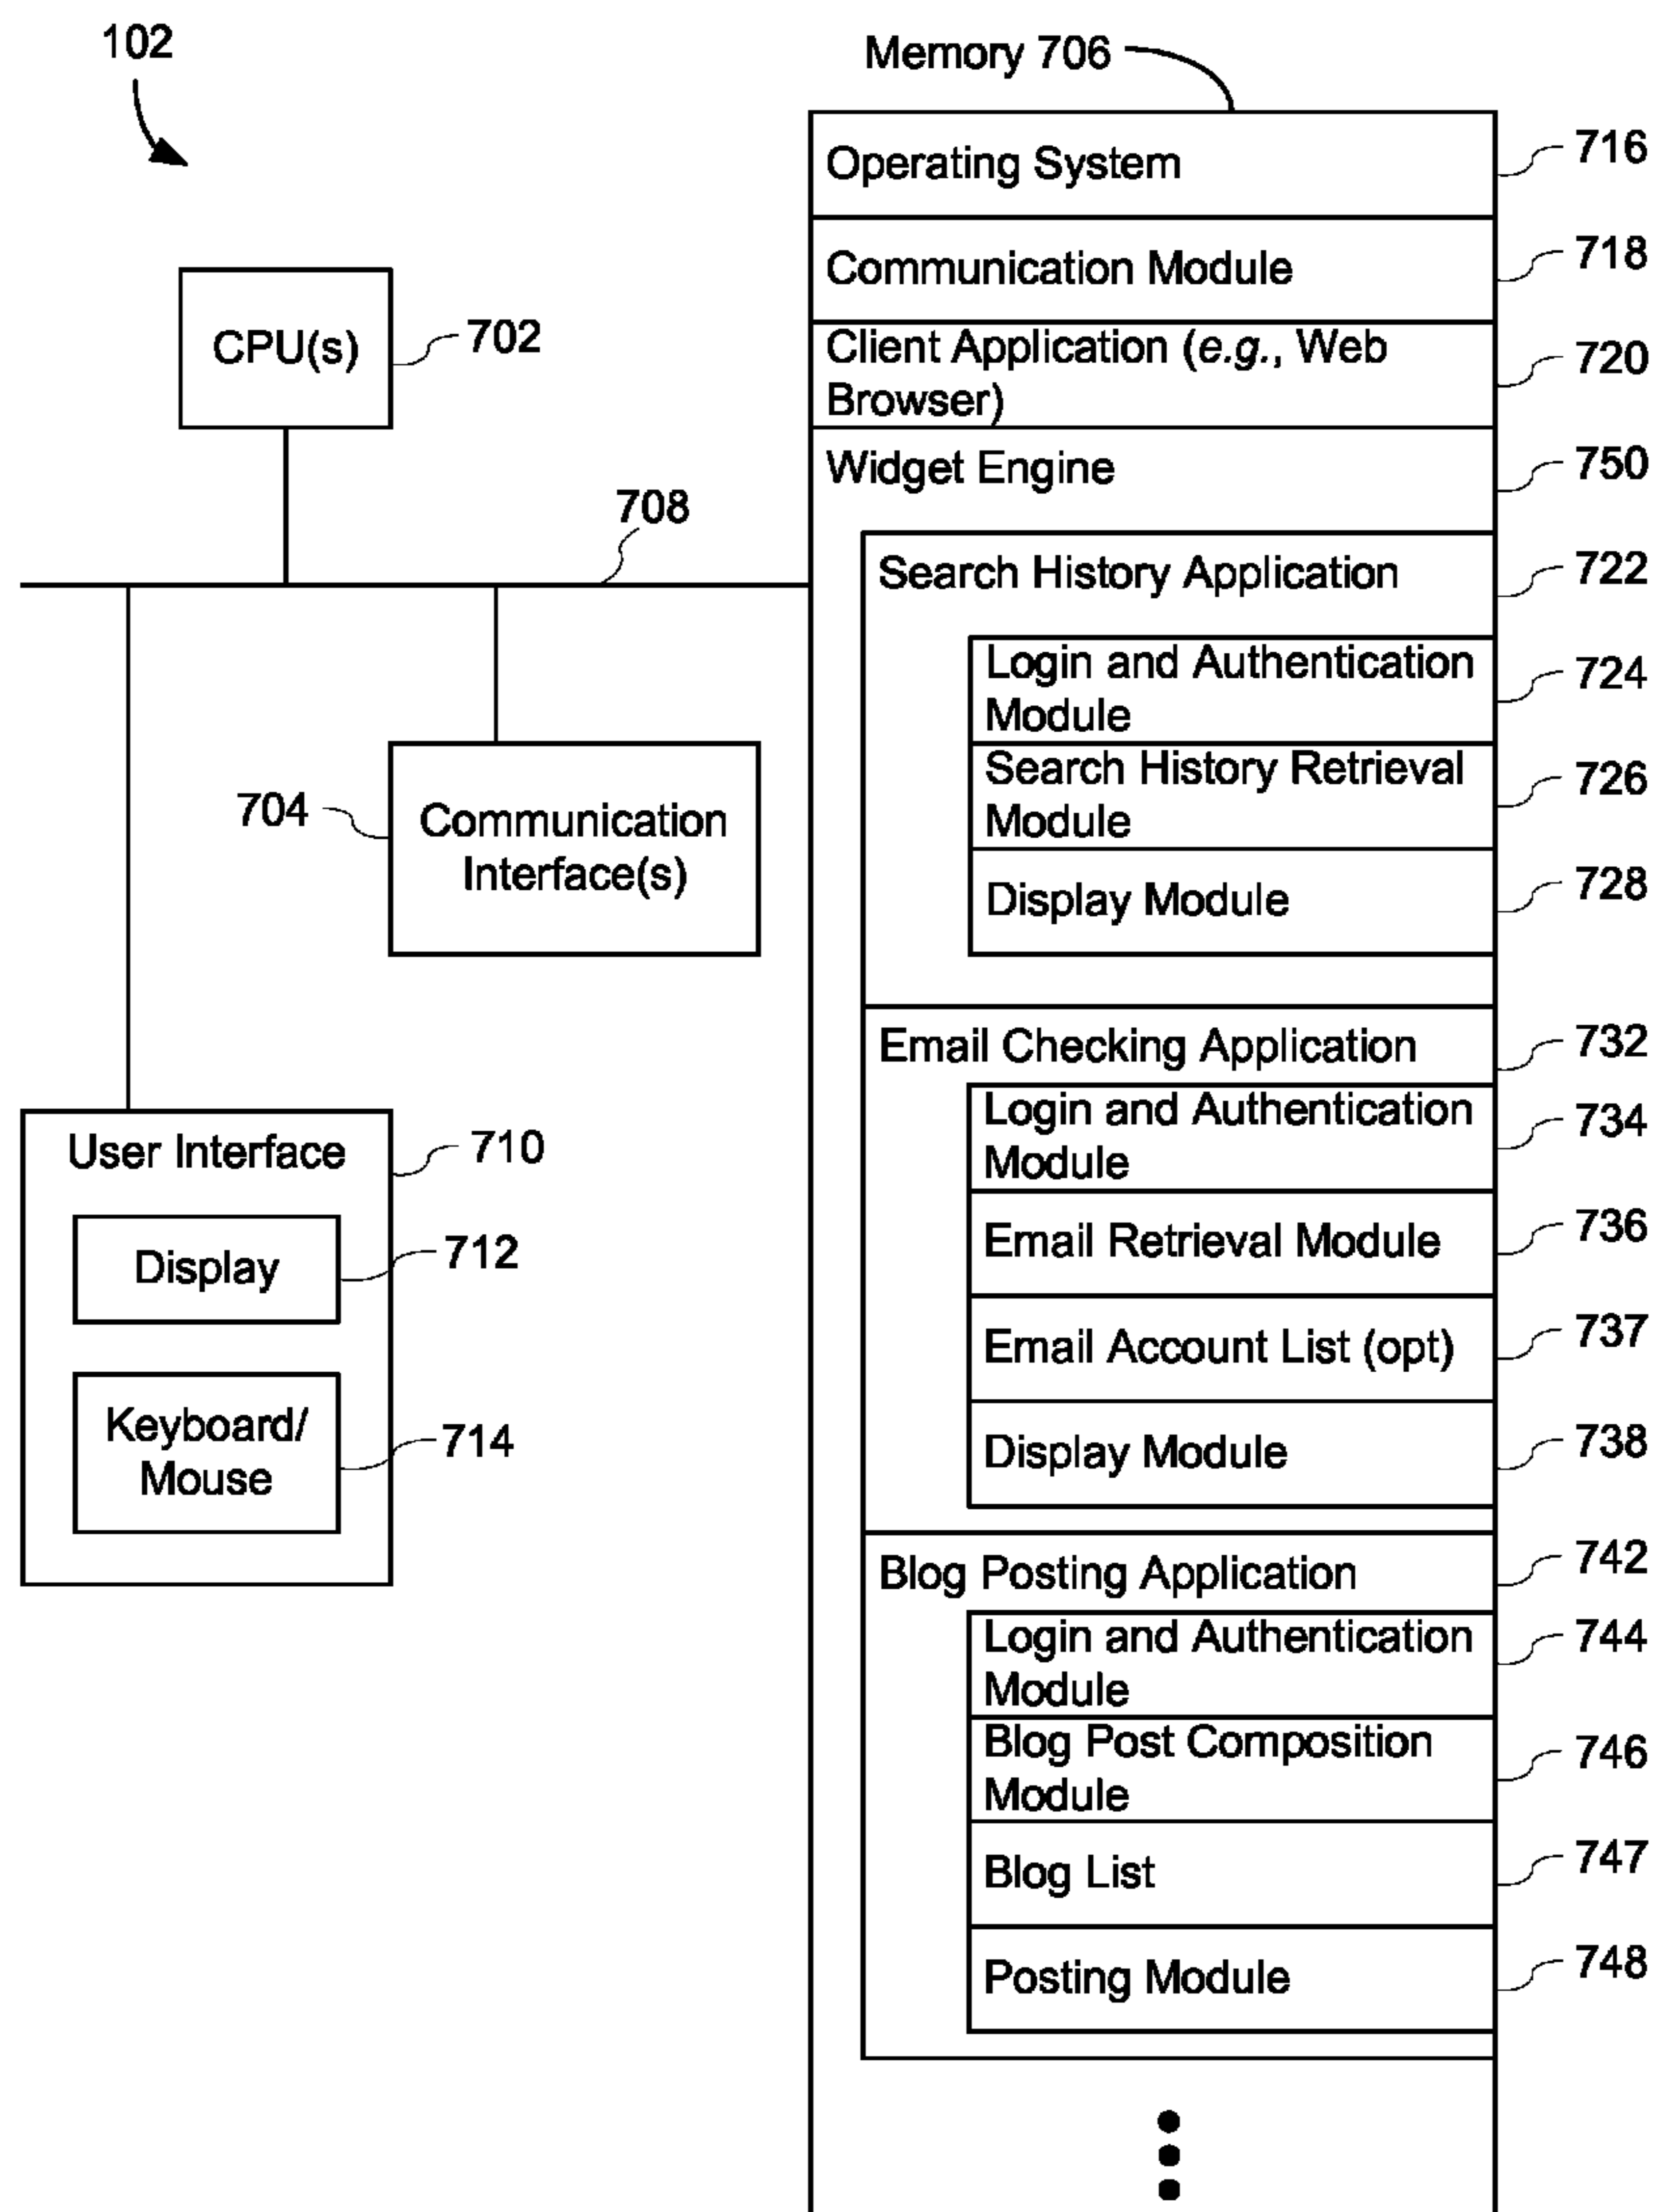 102
Memory 706
Operating System
716
Communication Module
718
Client Application (e.g., Web
Browser)
720
Widget Engine
750
Search History Application
722
Login and Authentication
Module
724
Search History Retrieval
Module
726
Display Module
728
Email Checking Application
732
Login and Authentication
Module
734
Email Retrieval Module
736
Email Account List (opt)
737
Display Module
738
Blog Posting Application
742
Login and Authentication
Module
744
Blog Post Composition
Module
746
Blog List
747
Posting Module
748
CPU(s)
702
708
704
Communication
Interface(s)
User Interface
710
Display
712
Keyboard/
Mouse
714